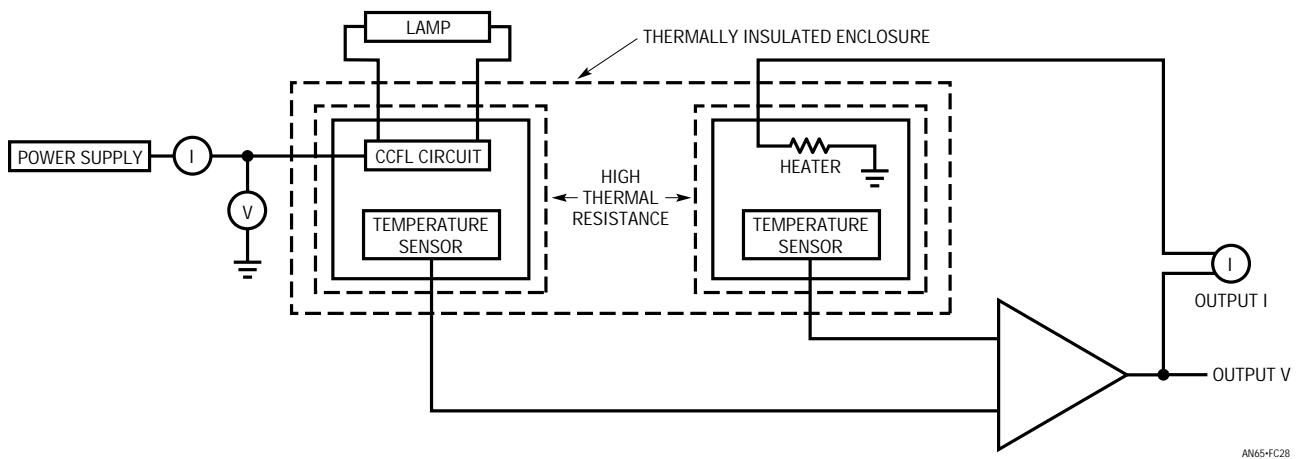 LAMP
THERMALLY INSULATED ENCLOSURE
POWER SUPPLY
I
CCFL CIRCUIT
HEATER
V
HIGH
THERMAL
RESISTANCE
TEMPERATURE
SENSOR
TEMPERATURE
SENSOR
I
OUTPUT I
OUTPUT V
AN65•FC28